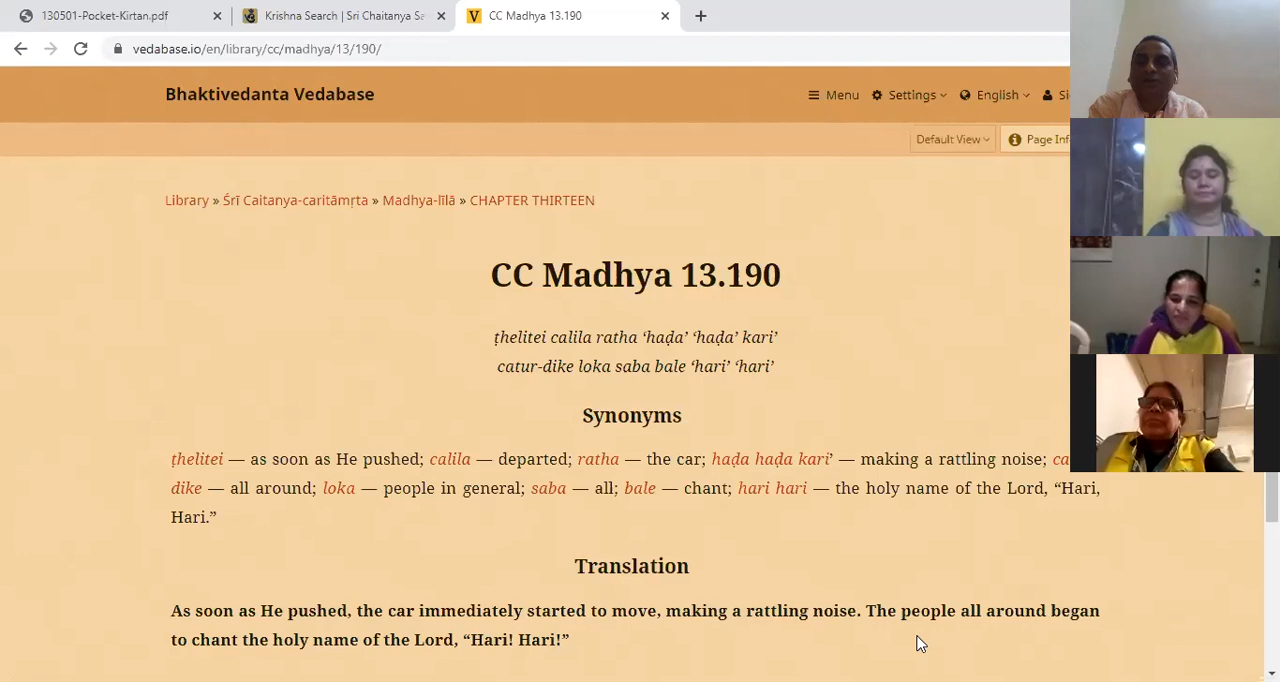 130501-Pocket-Kirtan.pdf
Krishna Search | Sri Chaitanya Sa
CC Madhya 13.190
vedabase.io/en/library/cc/madhya/13/190/
Bhaktivedanta Vedabase
Menu Settings English
Default View Page
Library » Śrī Caitanya-caritāmṛta » Madhya-līlā » CHAPTER THIRTEEN
CC Madhya 13.190
ṭhelitei calila ratha ‘haḍa’ ‘haḍa’ kari’
catur-dike loka saba bale ‘hari’ ‘hari’
Synonyms
ṭhelitei — as soon as He pushed; calila — departed; ratha — the car; haḍa haḍa kari’ — making a rattling noise;
dike — all around; loka — people in general; saba — all; bale — chant; hari hari — the holy name of the Lord, “Hari,
Hari.”
Translation
As soon as He pushed, the car immediately started to move, making a rattling noise. The people all around began
to chant the holy name of the Lord, “Hari! Hari!”